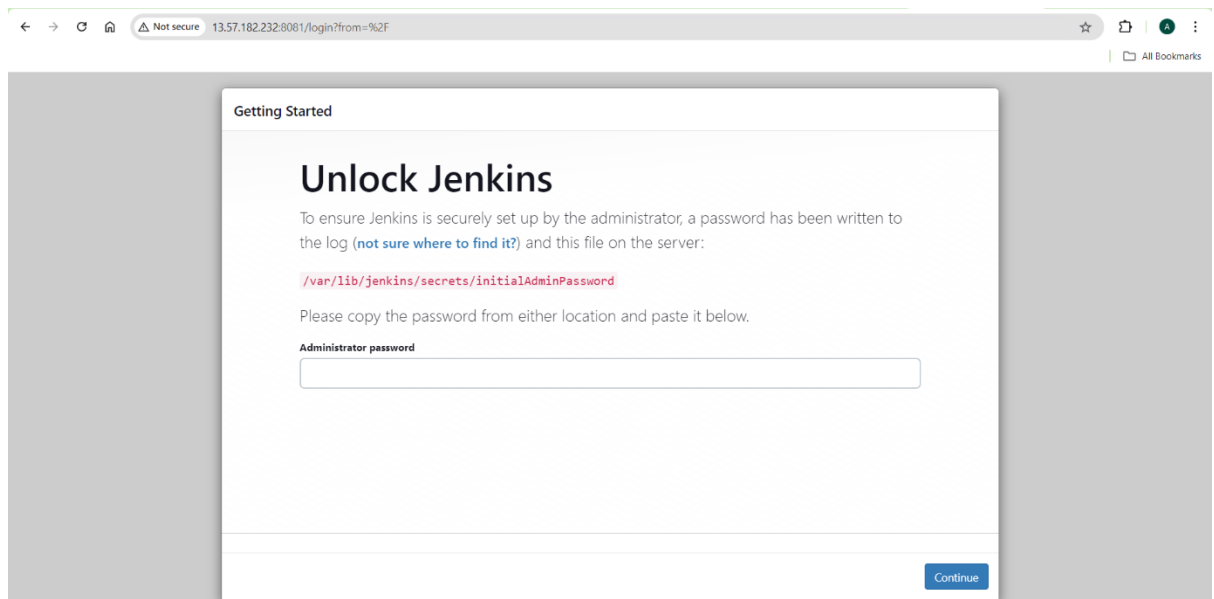 Not secure 13.57.182.232:8081/login?from=%2F A
All Bookmarks
Getting Started
Unlock Jenkins
To ensure Jenkins is securely set up by the administrator, a password has been written to
the log (not sure where to find it?) and this file on the server:
/var/lib/jenkins/secrets/initialAdminPassword
Please copy the password from either location and paste it below.
Administrator password
Continue